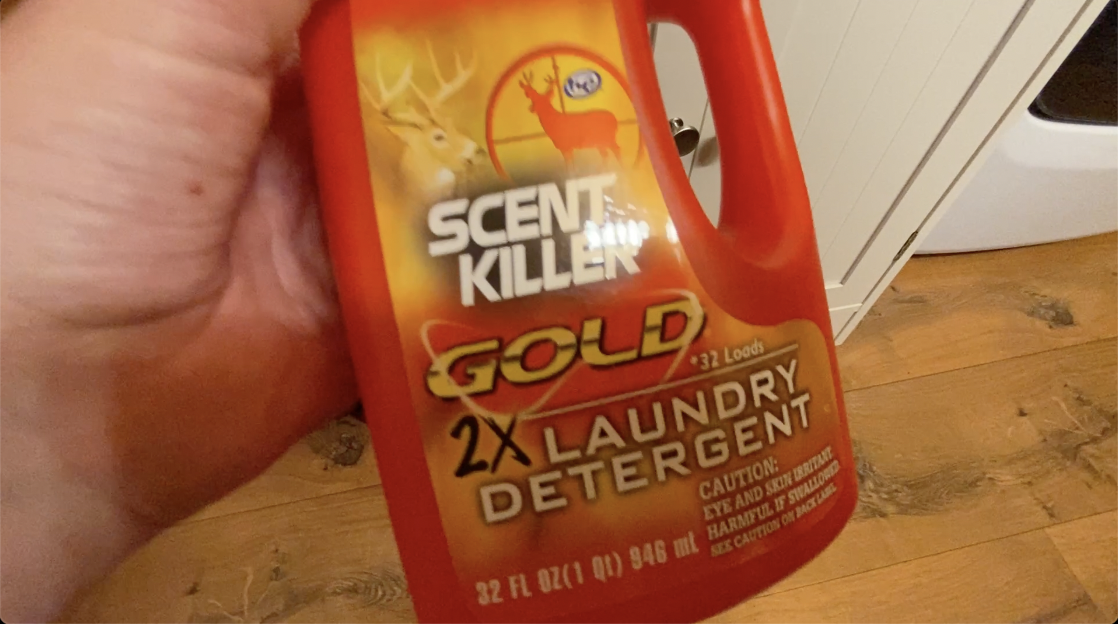 SCENT
KILLER
GOLD
*32 Loads
2X LAUNDRY
DETERGENT
CAUTION:
EYE AND SKIN IRRITANT.
HARMFUL IF SWALLOWED.
SEE CAUTION ON BACK LABEL.
32 FL OZ(1 Qt) 946 mL